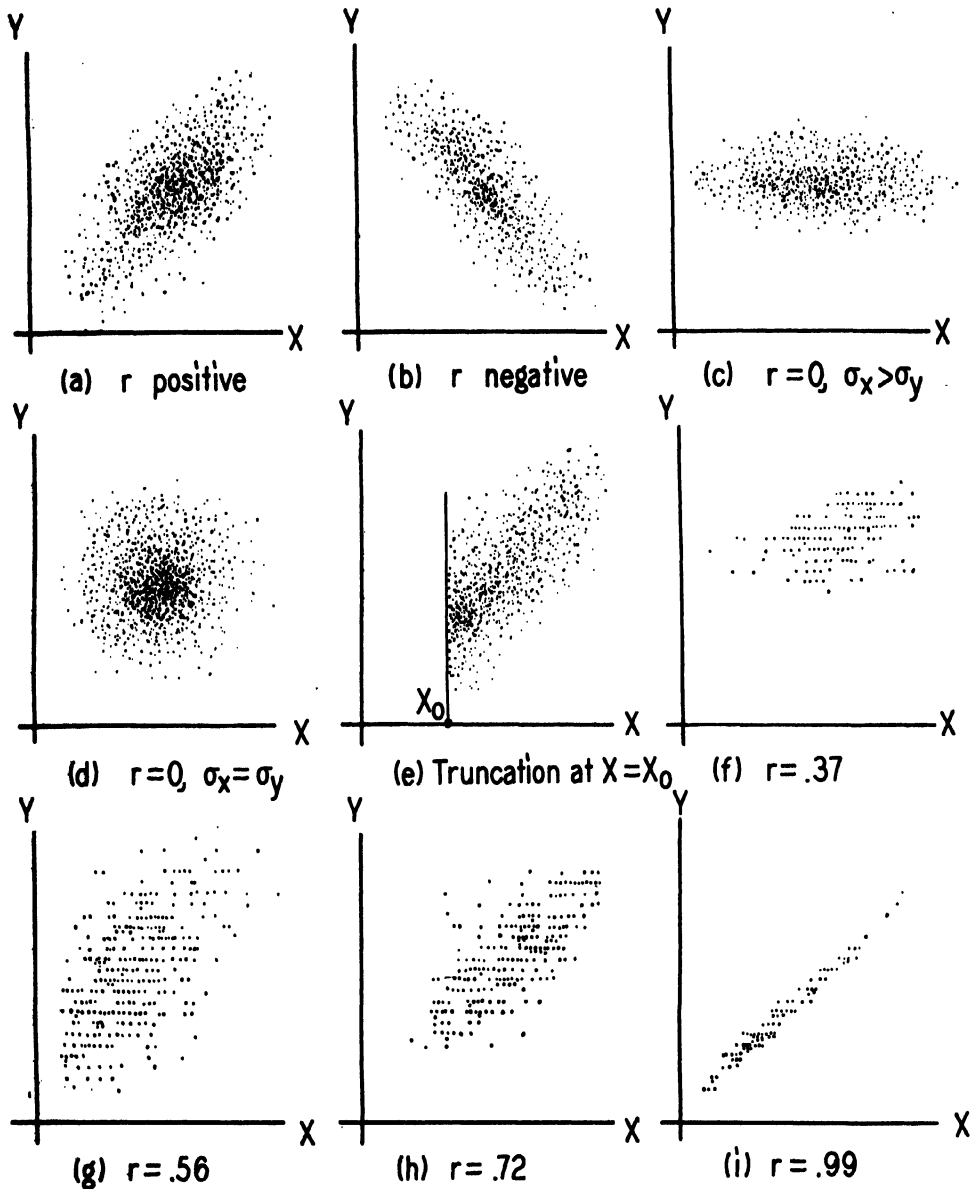 Y
Y
Y
X
X
X
(a) r positive
(b) r negative
(c) r=0, σx>σy
Y
Y
Y
X0
X
X
X
(d) r=0, σx=σy
(e) Truncation at X=X0
(f) r=.37
Y
Y
Y
X
X
X
(g) r=.56
(h) r=.72
(i) r=.99